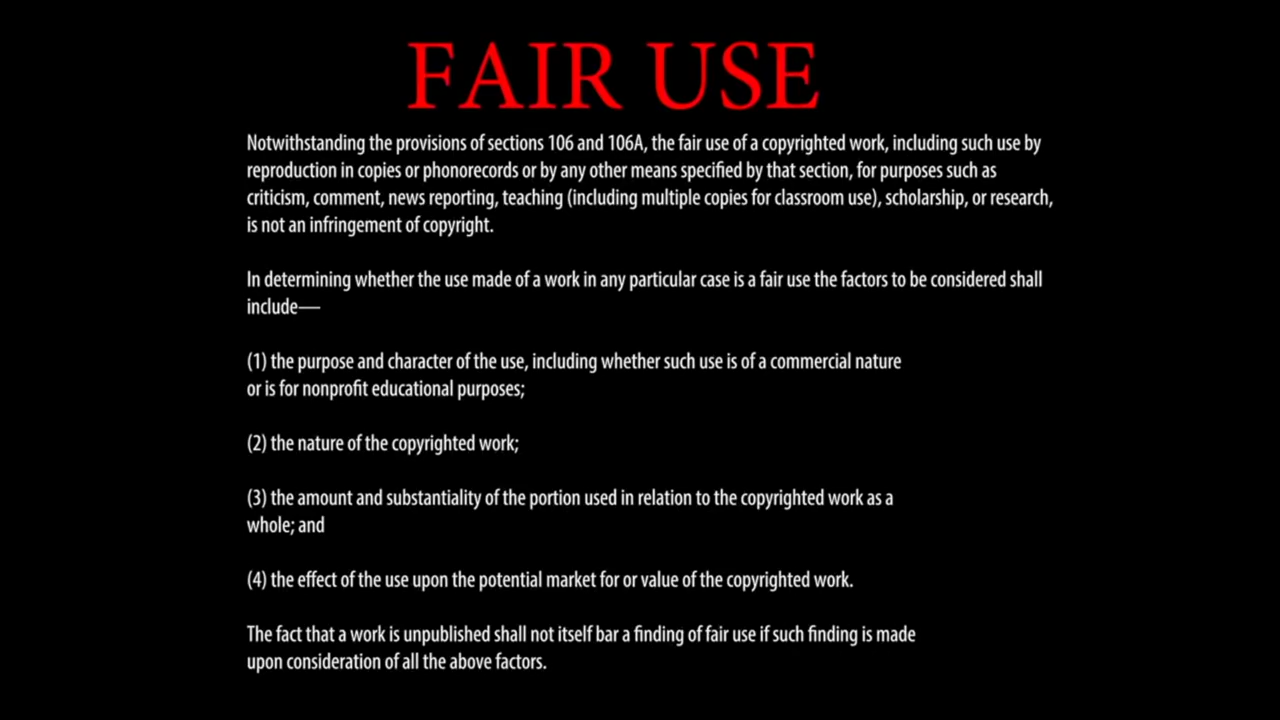 FAIR USE
Notwithstanding the provisions of sections 106 and 106A, the fair use of a copyrighted work, including such use by
reproduction in copies or phonorecords or by any other means specified by that section, for purposes such as
criticism, comment, news reporting, teaching (including multiple copies for classroom use), scholarship, or research,
is not an infringement of copyright.
In determining whether the use made of a work in any particular case is a fair use the factors to be considered shall
include—
(1) the purpose and character of the use, including whether such use is of a commercial nature
or is for nonprofit educational purposes;
(2) the nature of the copyrighted work;
(3) the amount and substantiality of the portion used in relation to the copyrighted work as a
whole; and
(4) the effect of the use upon the potential market for or value of the copyrighted work.
The fact that a work is unpublished shall not itself bar a finding of fair use if such finding is made
upon consideration of all the above factors.